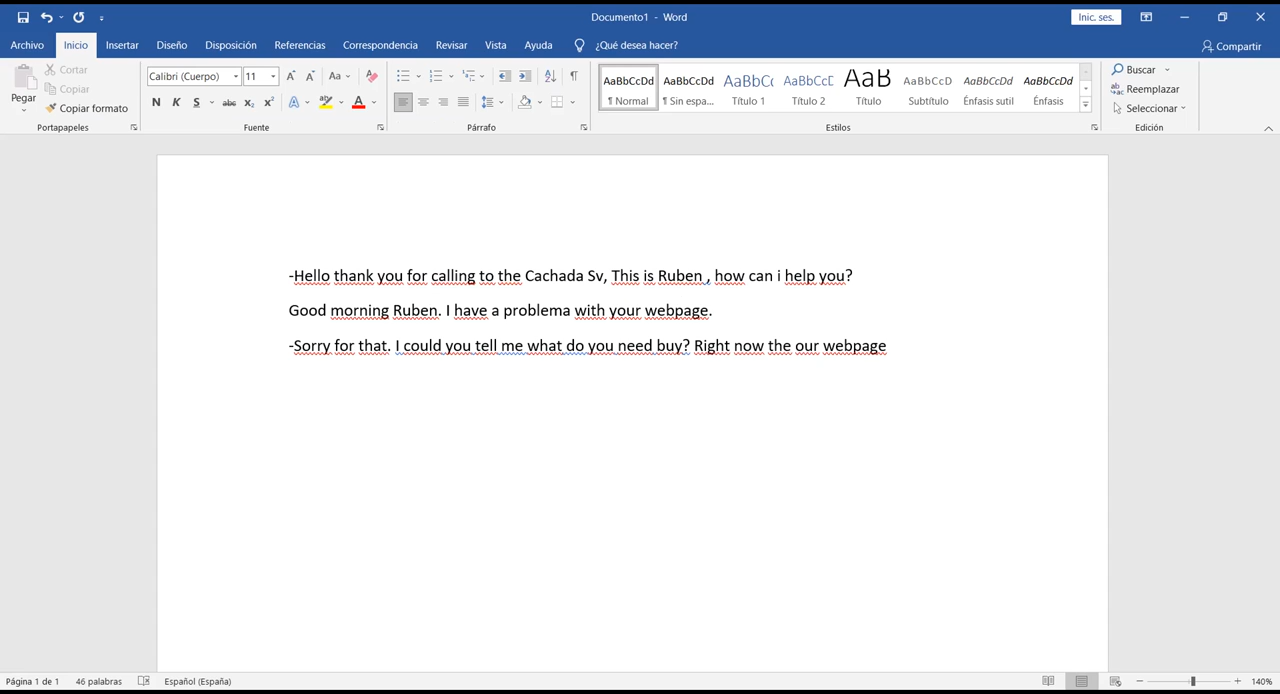 Documento1 - Word
Inic. ses.
Archivo Inicio Insertar Diseño Disposición Referencias Correspondencia Revisar Vista Ayuda ¿Qué desea hacer? Compartir
Pegar
Cortar
Copiar
Copiar formato
Portapapeles
Calibri (Cuerpo) 11 A A Aa
N K S abc x₂ x² A A
Fuente
Párrafo
AaBbCcDd AaBbCcDd AaBbCc AaBbCcD AaB AaBbCcD AaBbCcDd AaBbCcDd
¶ Normal ¶ Sin espa... Título 1 Título 2 Título Subtítulo Énfasis sutil Énfasis
Estilos
Buscar
Reemplazar
Seleccionar
Edición
-Hello thank you for calling to the Cachada Sv, This is Ruben , how can i help you?
Good morning Ruben. I have a problema with your webpage.
-Sorry for that. I could you tell me what do you need buy? Right now the our webpage
Página 1 de 1 46 palabras Español (España) 140%